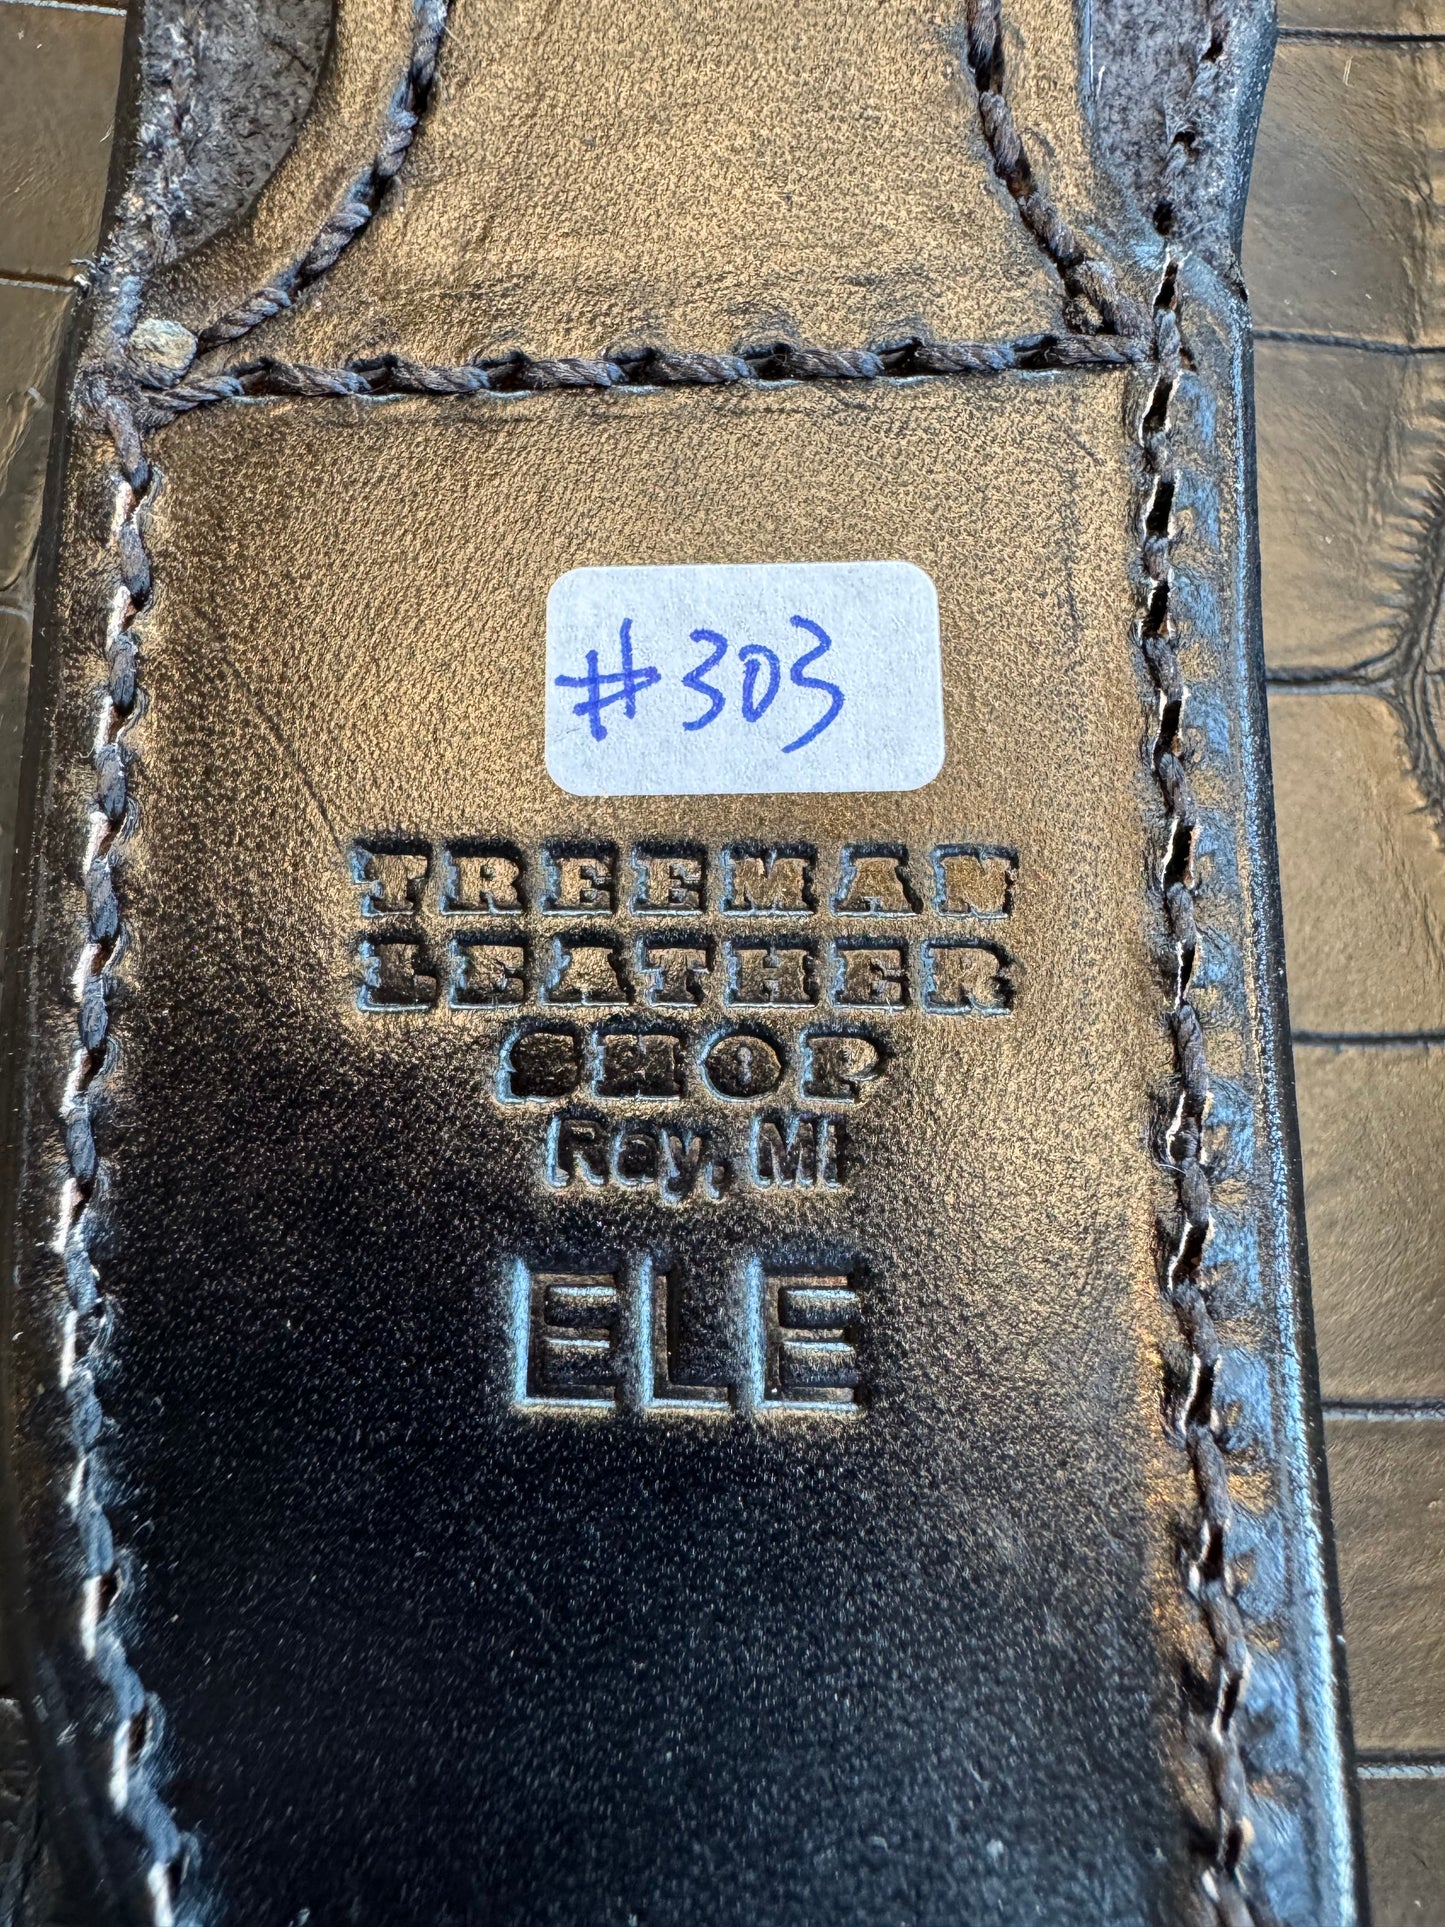 #303
TREEMAN
LEATHER
SHOP
Ray, MI
ELE